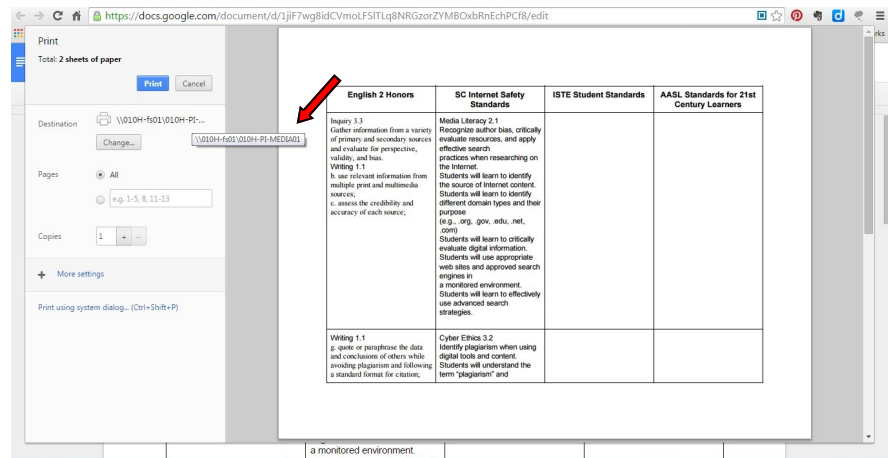 https://docs.google.com/document/d/1jiF7wg8idCVmoLFSlTLq8NRGzorZYMBOxbRnEchPCf8/edit
rks
Print
Total: 2 sheets of paper
Print Cancel
Destination
\\010H-fs01\010H-PI-...
Change...
\\010H-fs01\010H-PI-MEDIA01
Pages
All
e.g. 1-5, 8, 11-13
Copies
1 + -
+ More settings
Print using system dialog... (Ctrl+Shift+P)
English 2 Honors
SC Internet Safety
Standards
ISTE Student Standards
AASL Standards for 21st
Century Learners
Inquiry 3.3
Gather information from a variety
of primary and secondary sources
and evaluate for perspective,
validity, and bias.
Writing 1.1
b. use relevant information from
multiple print and multimedia
sources;
c. assess the credibility and
accuracy of each source;
Media Literacy 2.1
Recognize author bias, critically
evaluate resources, and apply
effective search
practices when researching on
the Internet.
Students will learn to identify
the source of Internet content.
Students will learn to identify
different domain types and their
purpose
(e.g., .org, .gov, .edu, .net,
.com)
Students will learn to critically
evaluate digital information.
Students will use appropriate
web sites and approved search
engines in
a monitored environment.
Students will learn to effectively
use advanced search
strategies.
Writing 1.1
g. quote or paraphrase the data
and conclusions of others while
avoiding plagiarism and following
a standard format for citation;
Cyber Ethics 3.2
Identify plagiarism when using
digital tools and content.
Students will understand the
term "plagiarism" and
a monitored environment.